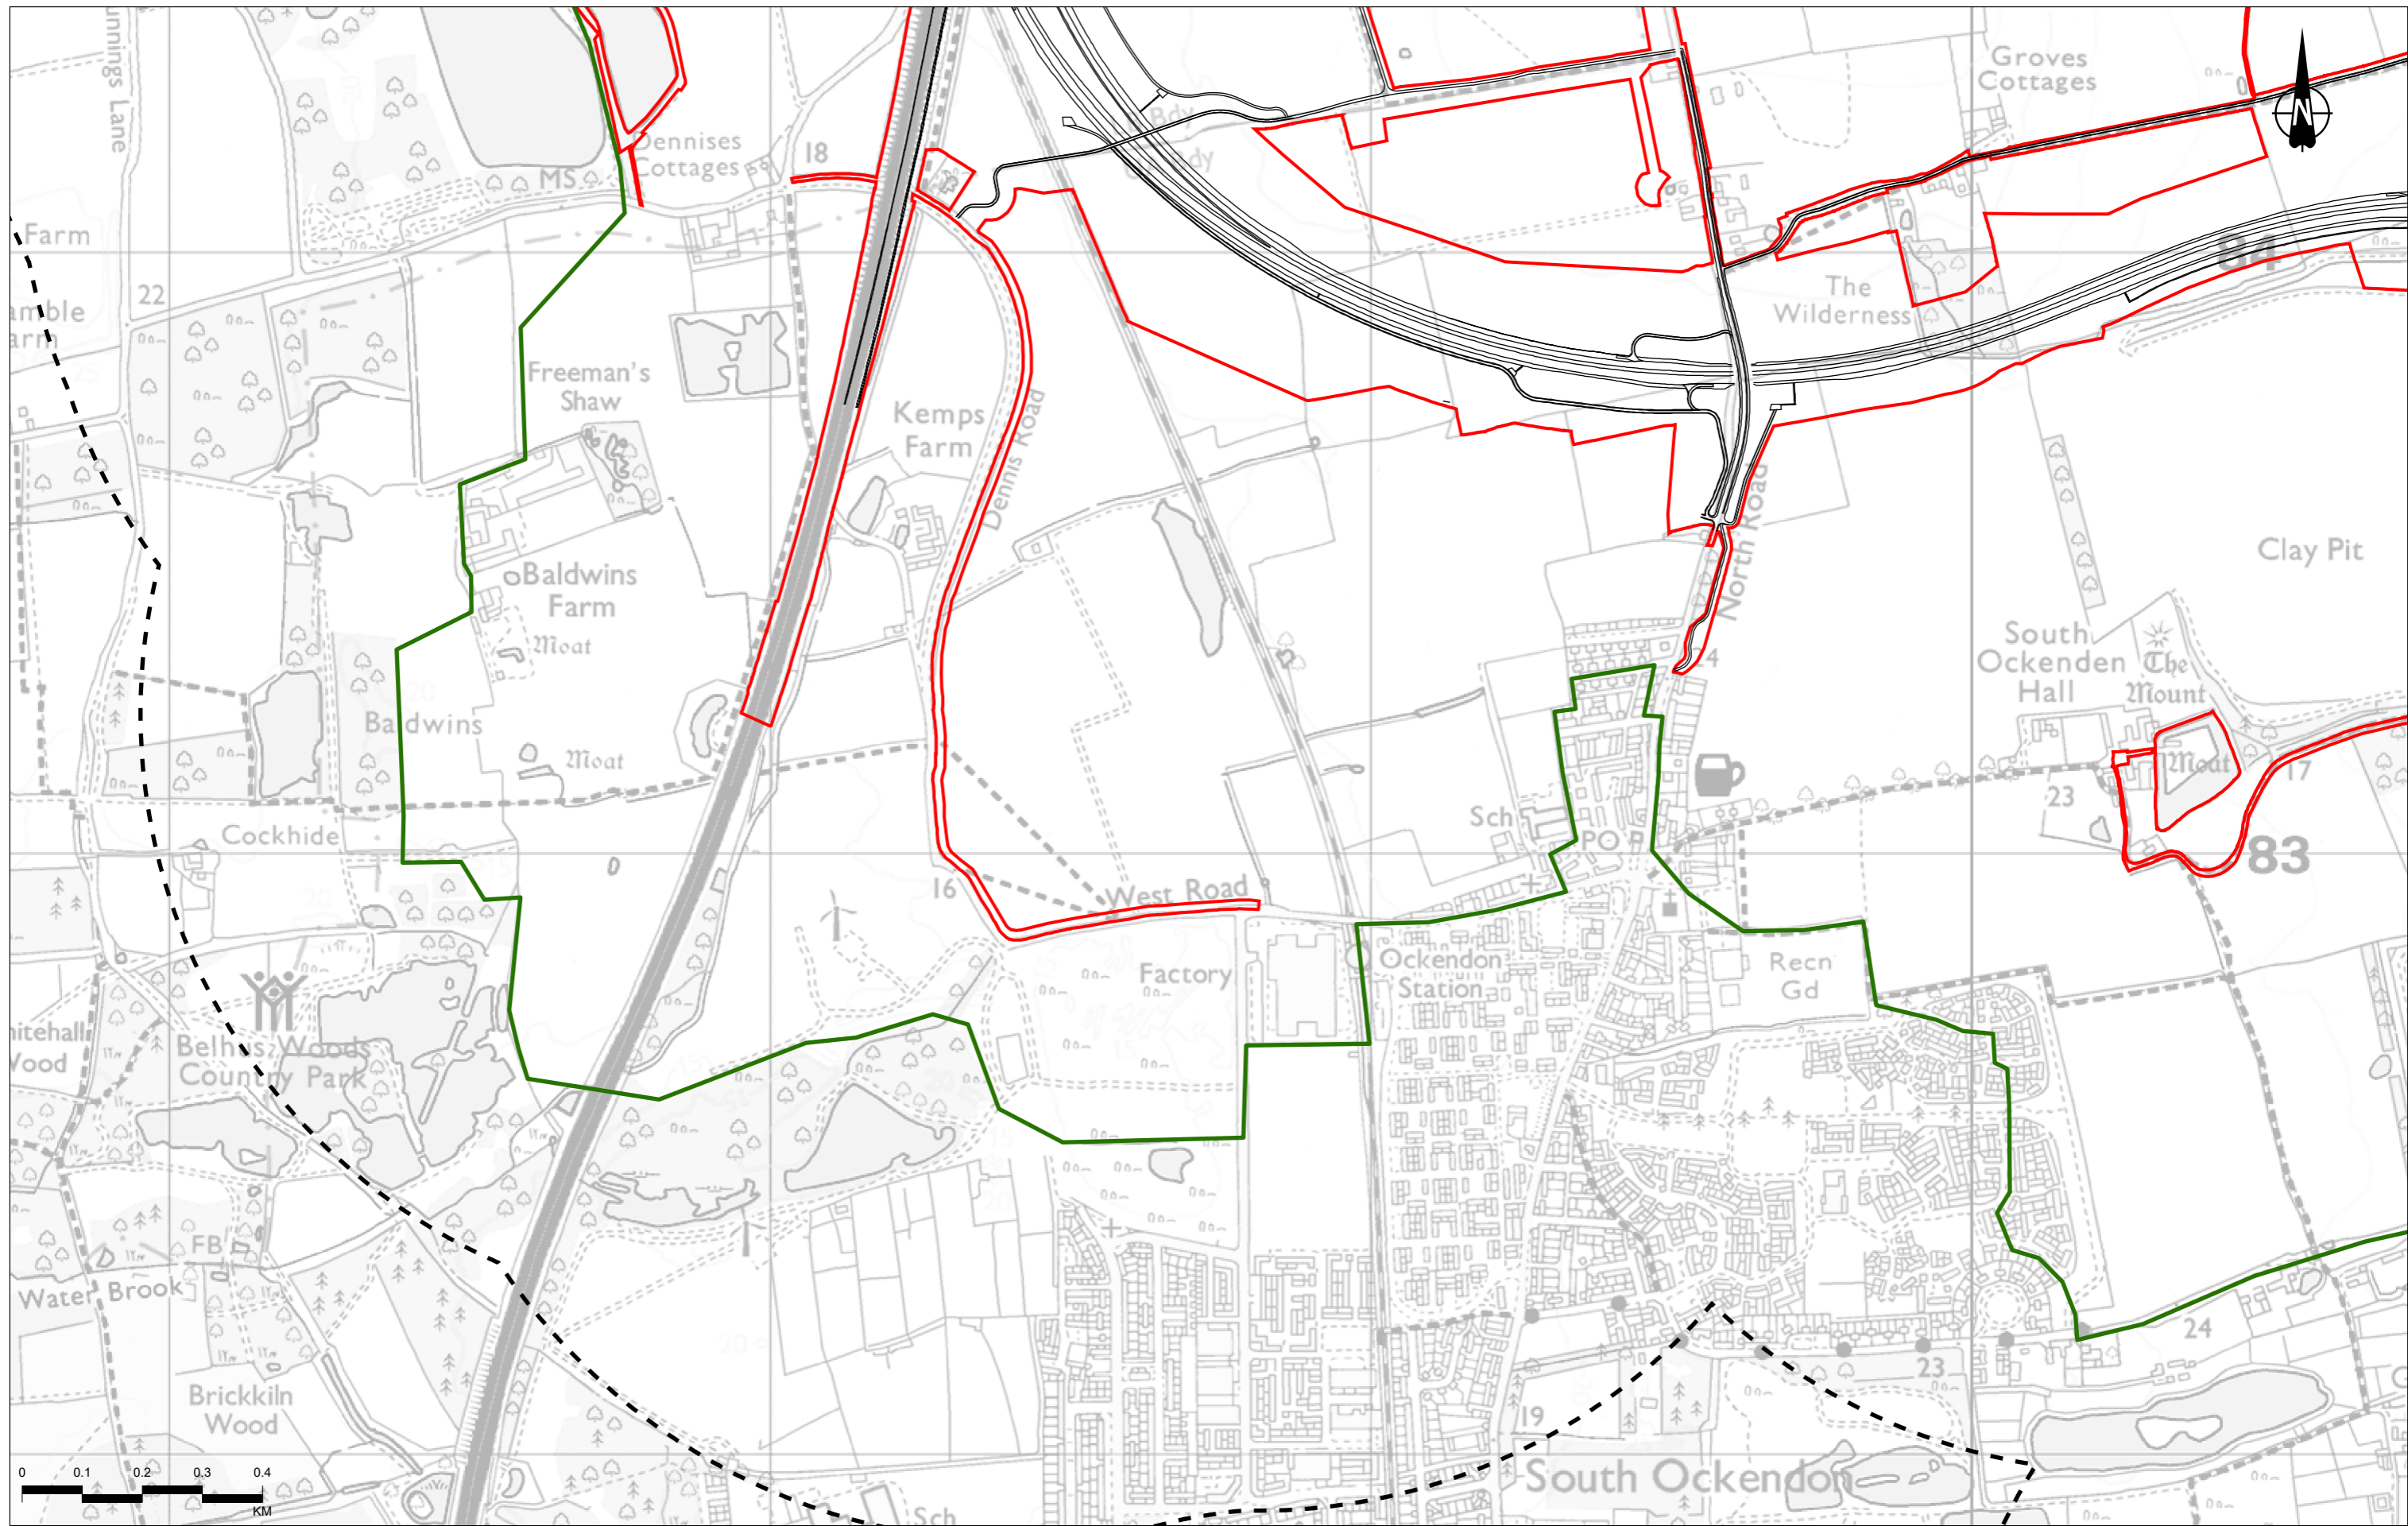 Groves
Cottages
N
Dennises
Cottages
18
MS
Bdy
Farm
22
84
The
Wilderness
Freeman's
Shaw
Kemps
Farm
Dennis Road
North Road
Clay Pit
Baldwins
Farm
Moat
South
Ockenden
Hall
The
Mount
24
Baldwins
Moat
Moat
17
23
Sch
PO
P
83
Cockhide
16
West Road
Factory
Ockendon
Station
Recn
Gd
Belhus Woods
Country Park
Wood
FB
Water Brook
24
23
Brickkiln
Wood
19
South Ockendon
Sch
0 0.1 0.2 0.3 0.4
KM